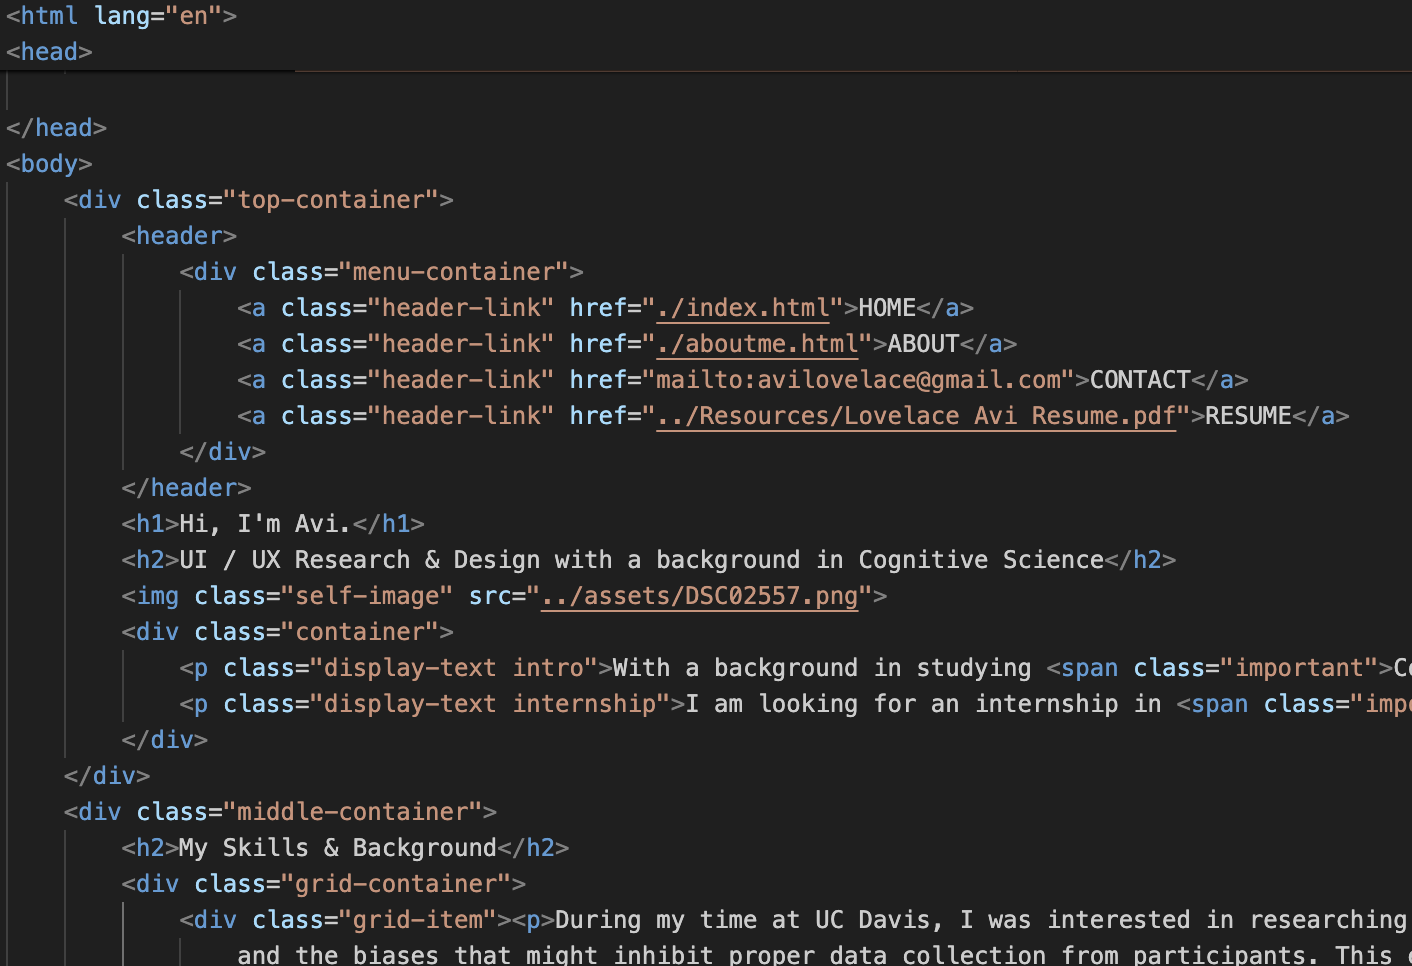 <html lang="en">
<head>
</head>
<body>
<div class="top-container">
<header>
<div class="menu-container">
<a class="header-link" href="./index.html">HOME</a>
<a class="header-link" href="./aboutme.html">ABOUT</a>
<a class="header-link" href="mailto:avilovelace@gmail.com">CONTACT</a>
<a class="header-link" href="../Resources/Lovelace Avi Resume.pdf">RESUME</a>
</div>
</header>
<h1>Hi, I'm Avi.</h1>
<h2>UI / UX Research & Design with a background in Cognitive Science</h2>
<img class="self-image" src="../assets/DSC02557.png">
<div class="container">
<p class="display-text intro">With a background in studying <span class="important">
<p class="display-text internship">I am looking for an internship in <span class="
</div>
</div>
<div class="middle-container">
<h2>My Skills & Background</h2>
<div class="grid-container">
<div class="grid-item"><p>During my time at UC Davis, I was interested in researching
and the biases that might inhibit proper data collection from participants. This